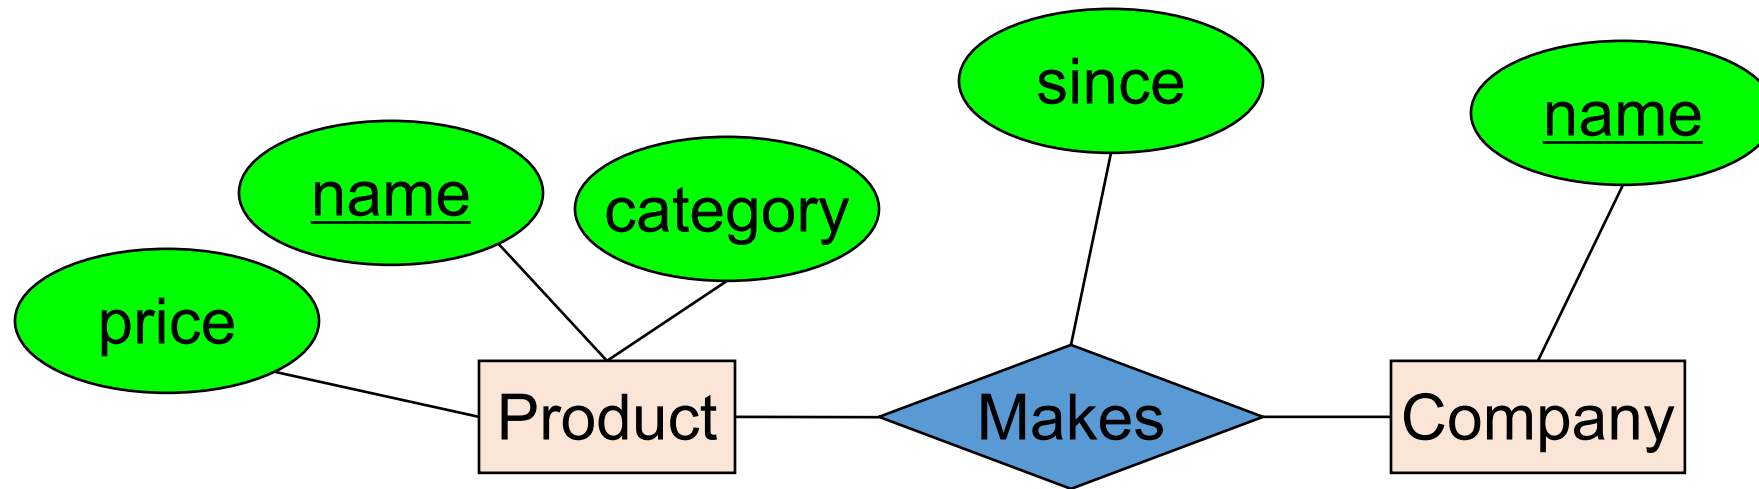 since
name
name
category
price
Product
Makes
Company